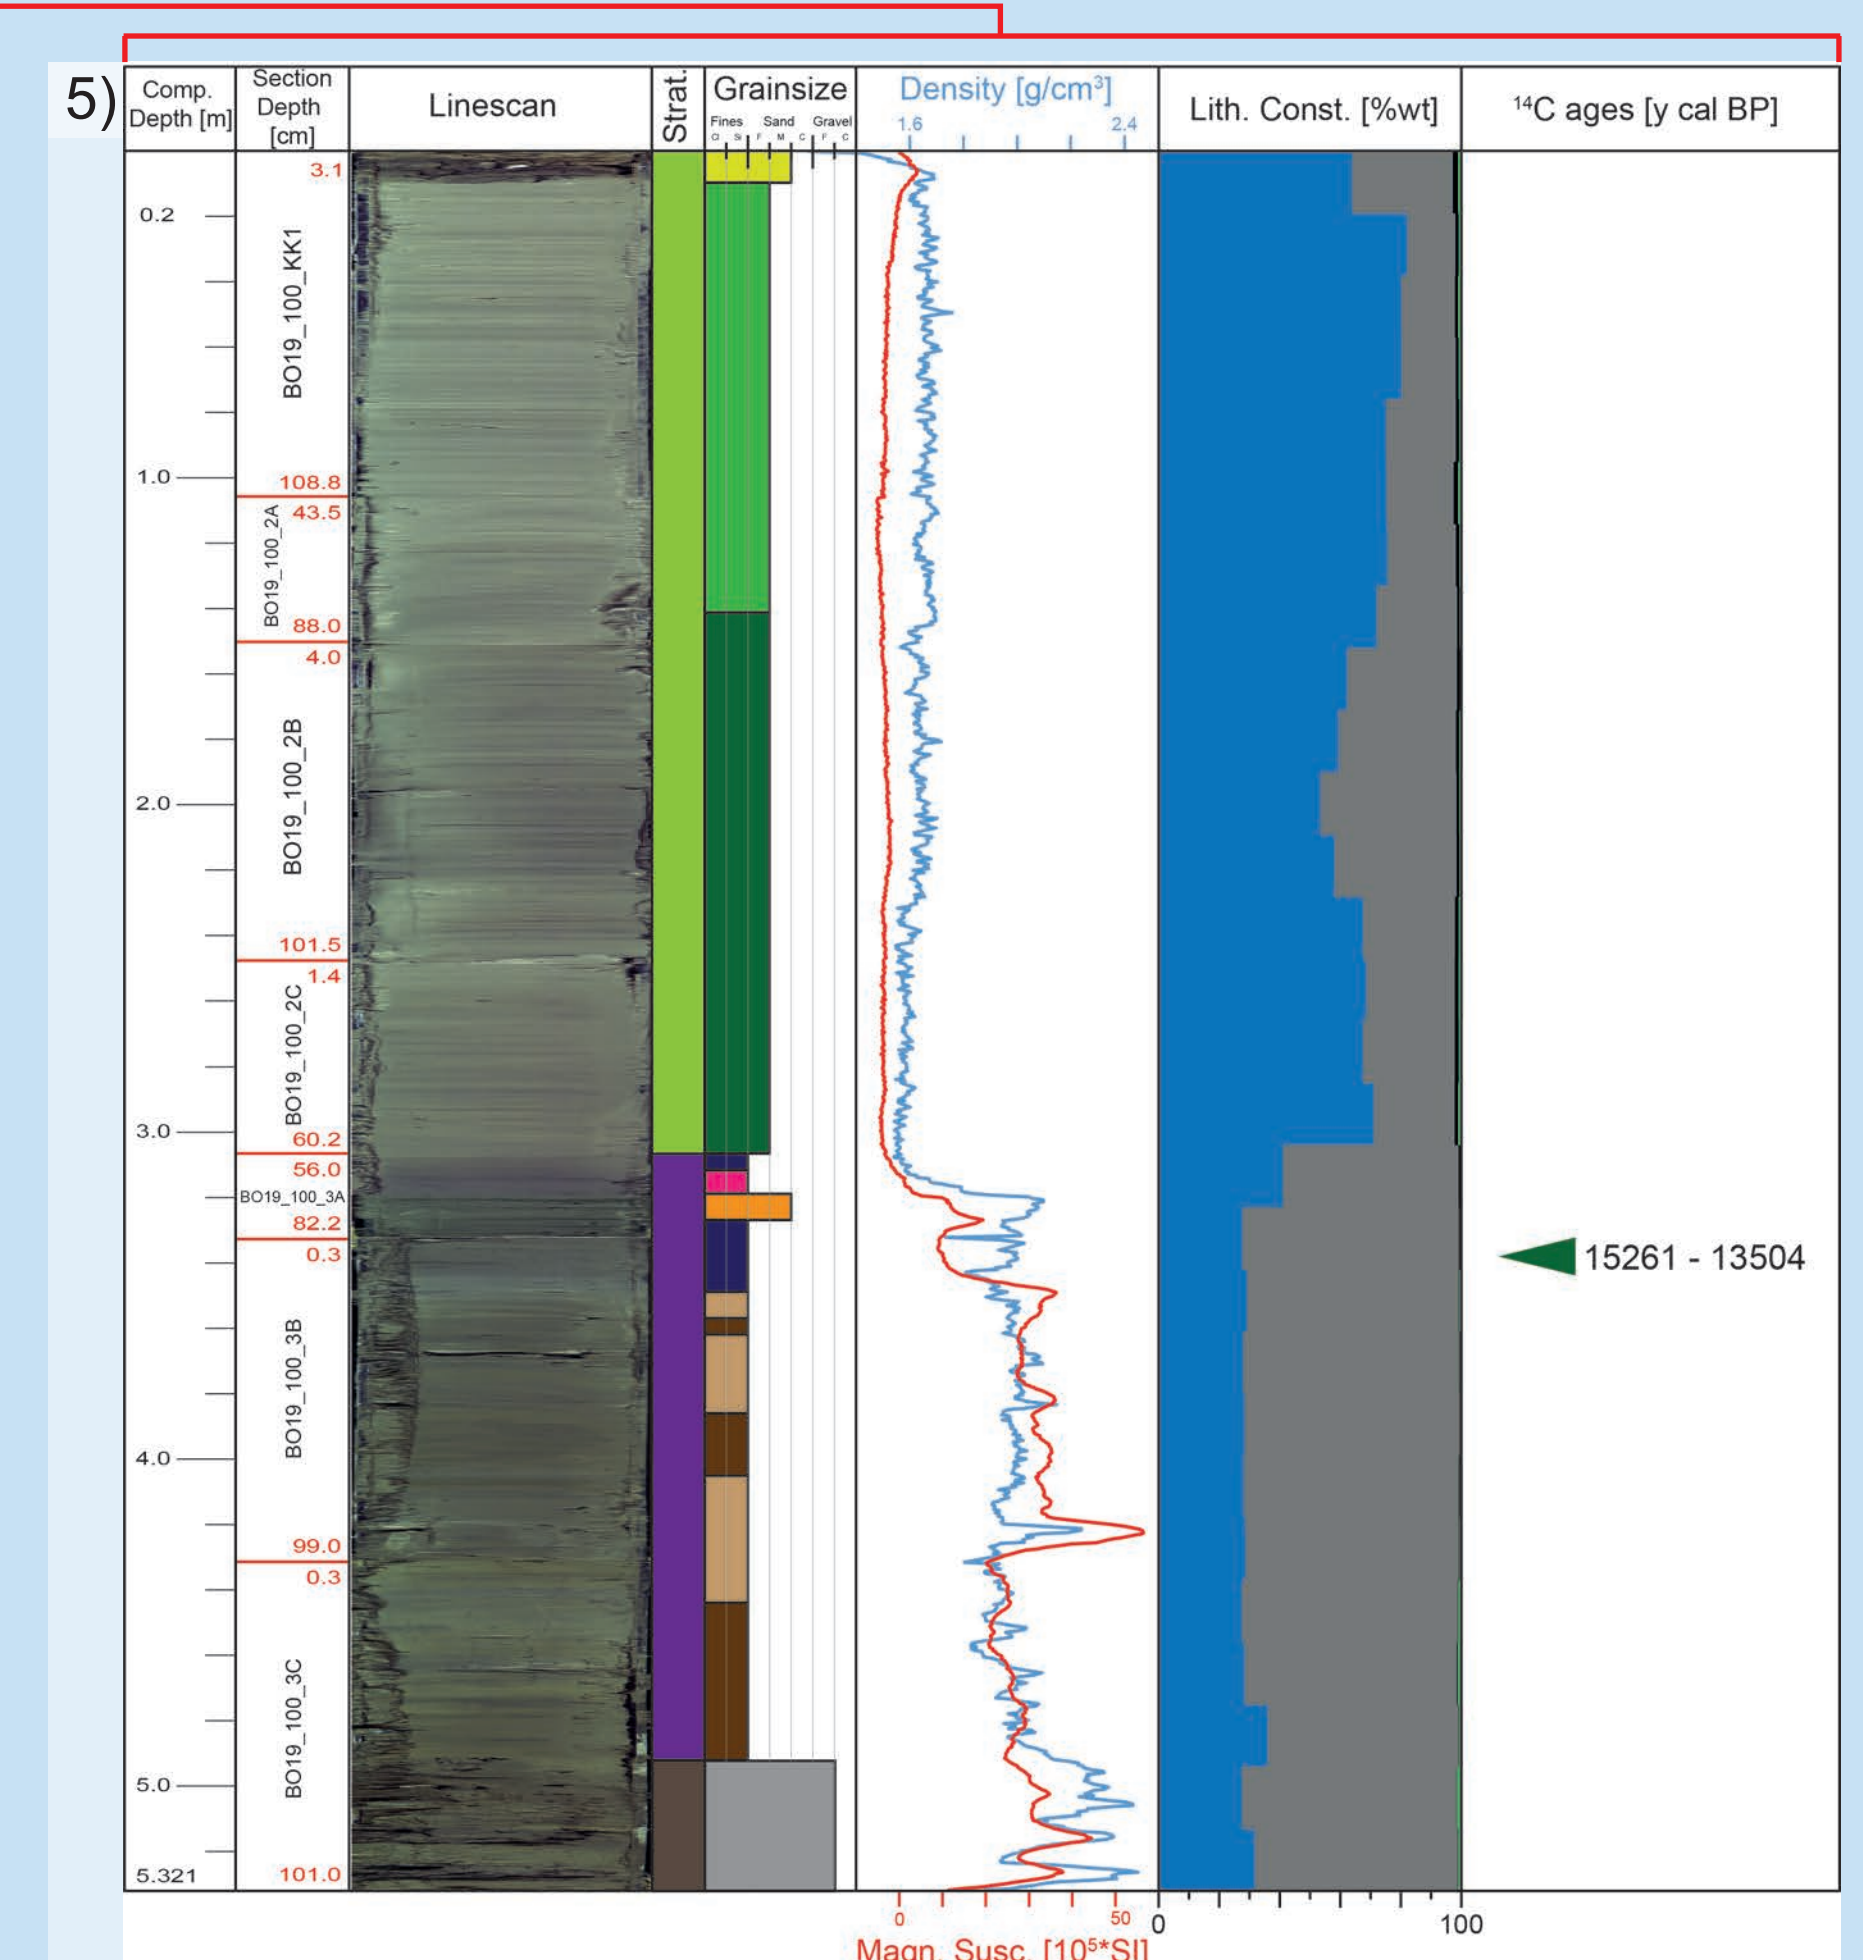 5)
Comp.
Depth [m]
Section
Depth
[cm]
Linescan
Strat.
Grainsize
Fines Sand Gravel
Cl Si F M C F C
Density [g/cm³]
1.6 2.4
Lith. Const. [%wt]
¹⁴C ages [y cal BP]
3.1
0.2
BO19_100_KK1
1.0
108.8
43.5
BO19_100_2A
88.0
4.0
BO19_100_2B
2.0
101.5
1.4
BO19_100_2C
3.0
60.2
56.0
BO19_100_3A
82.2
0.3
15261 - 13504
BO19_100_3B
4.0
99.0
0.3
BO19_100_3C
5.0
5.321
101.0
0 50
0 100
Magn. Susc. [10⁵*SI]